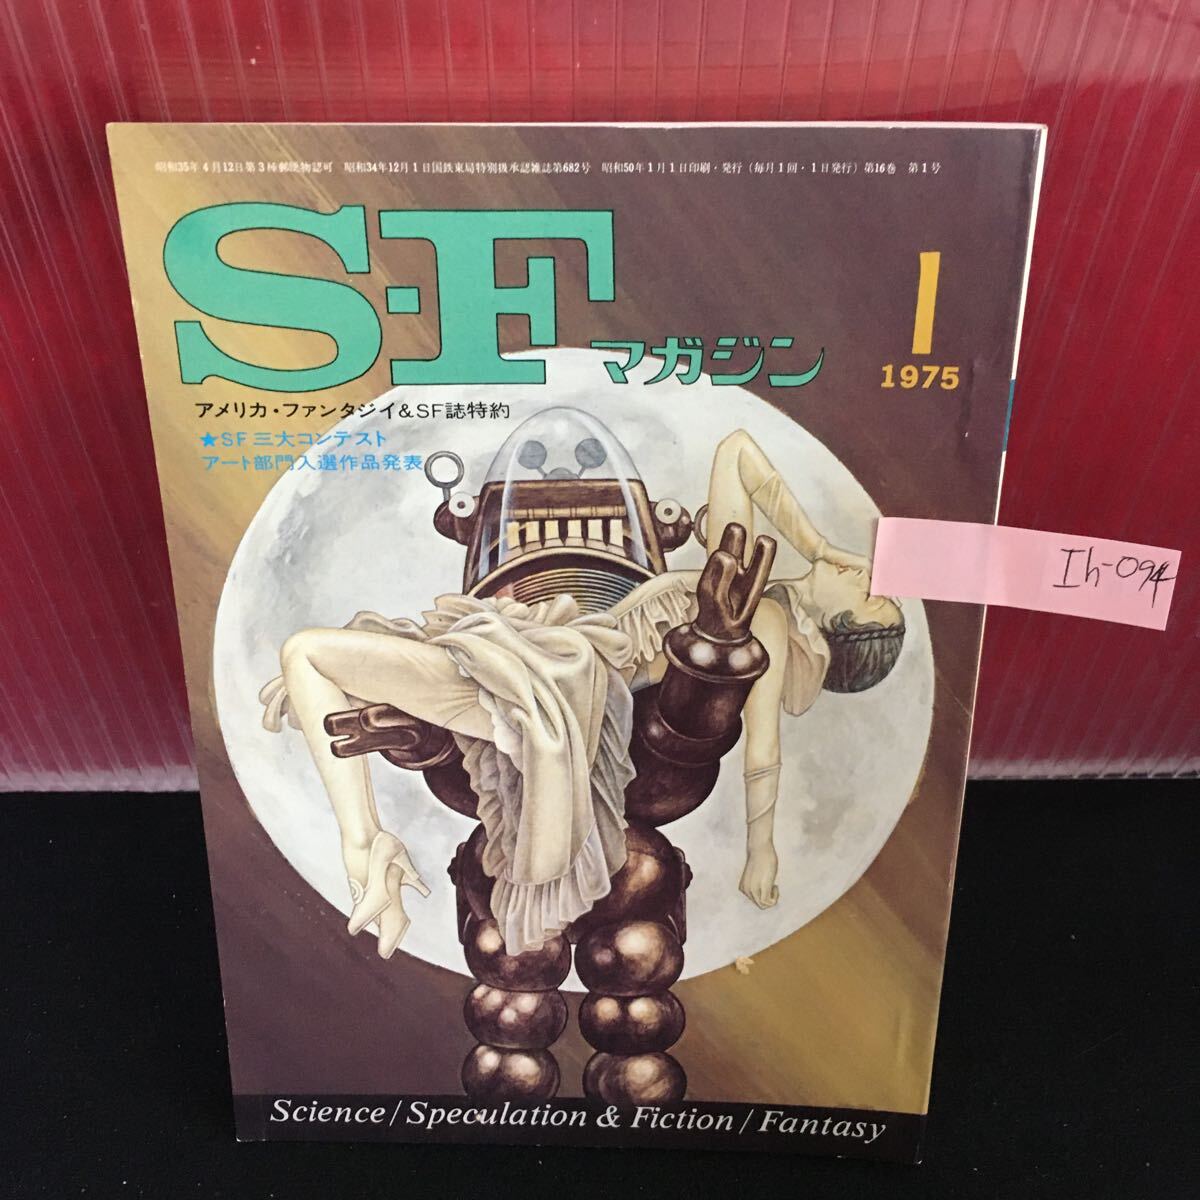 昭和35年4月12日第3種郵便物認可　昭和34年12月1日国鉄東局特別扱承認雑誌第682号　昭和50年1月1日印刷・発行（毎月1回・1日発行）第16巻　第1号
S-Fマガジン
1
1975
アメリカ・ファンタジイ&SF誌特約
★SF三大コンテスト
アート部門入選作品発表
Ih-094
Science/Speculation & Fiction/Fantasy